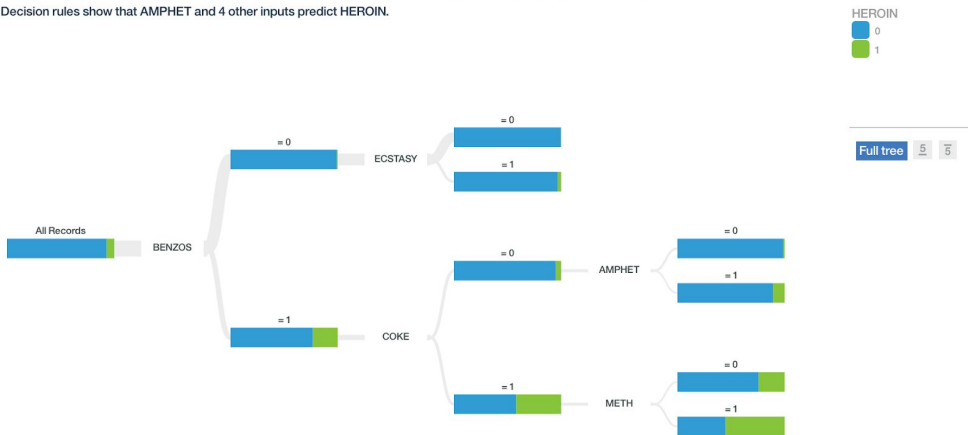 Decision rules show that AMPHET and 4 other inputs predict HEROIN.
HEROIN
0
1
Full tree 5 5
= 0
= 0
ECSTASY
= 1
All Records
BENZOS
= 0
= 0
AMPHET
= 1
= 1
COKE
= 0
= 1
METH
= 1